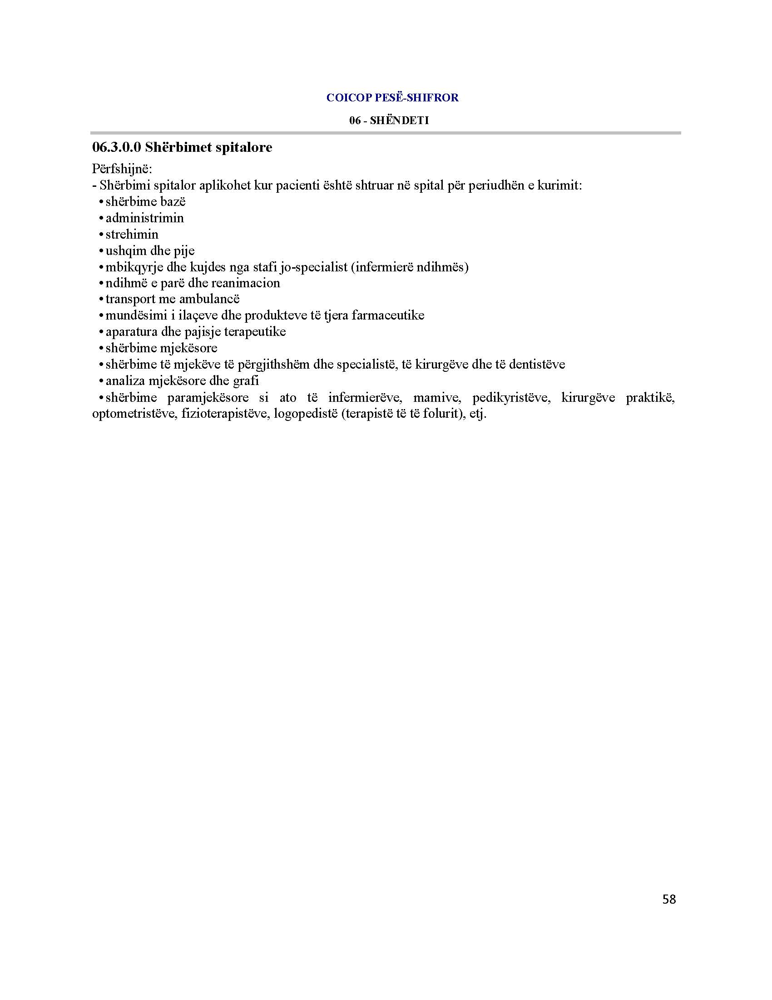 COICOP PESË-SHIFROR
06 - SHËNDETI
06.3.0.0 Shërbimet spitalore
Përfshijnë:
- Shërbimi spitalor aplikohet kur pacienti është shtruar në spital për periudhën e kurimit:
• shërbime bazë
• administrimin
• strehimin
• ushqim dhe pije
• mbikqyrje dhe kujdes nga stafi jo-specialist (infermierë ndihmës)
• ndihmë e parë dhe reanimacion
• transport me ambulancë
• mundësimi i ilaçeve dhe produkteve të tjera farmaceutike
• aparatura dhe pajisje terapeutike
• shërbime mjekësore
• shërbime të mjekëve të përgjithshëm dhe specialistë, të kirurgëve dhe të dentistëve
• analiza mjekësore dhe grafi
• shërbime paramjekësore si ato të infermierëve, mamive, pedikyristëve, kirurgëve praktikë,
optometristëve, fizioterapistëve, logopedistë (terapistë të të folurit), etj.
58